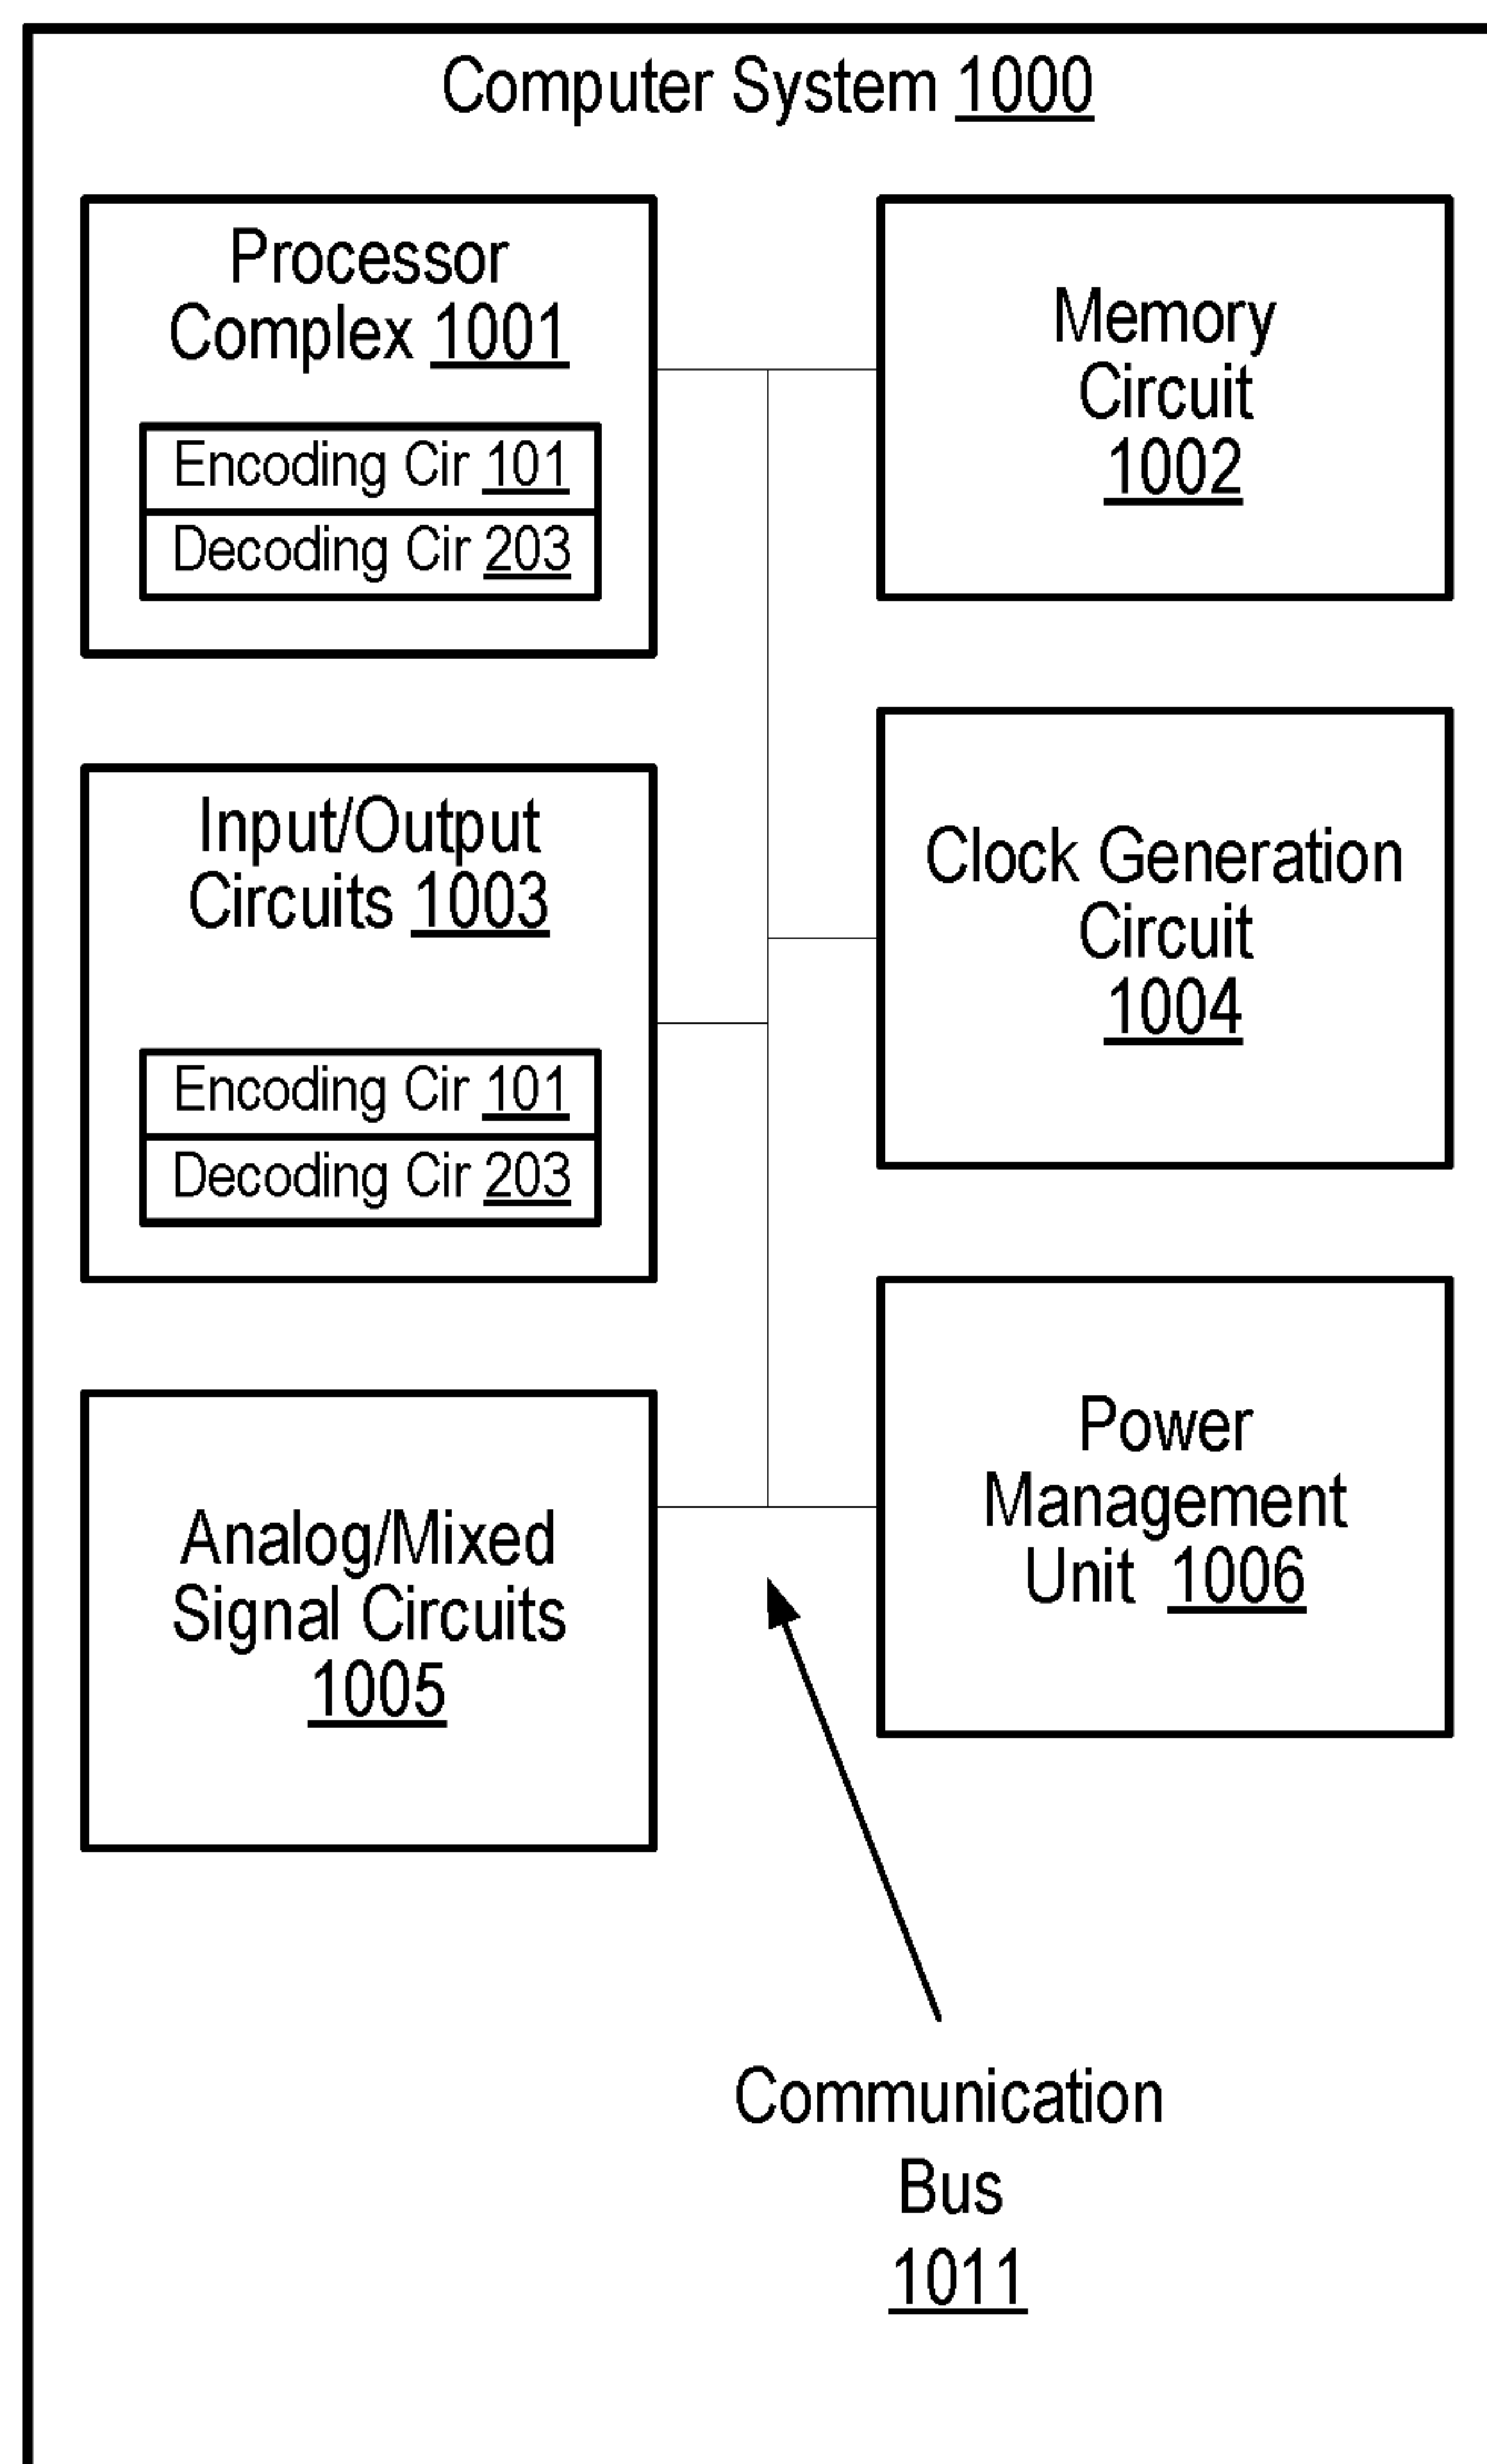 Computer System 1000
Processor
Complex 1001
Encoding Cir 101
Decoding Cir 203
Memory
Circuit
1002
Input/Output
Circuits 1003
Encoding Cir 101
Decoding Cir 203
Clock Generation
Circuit
1004
Analog/Mixed
Signal Circuits
1005
Power
Management
Unit 1006
Communication
Bus
1011